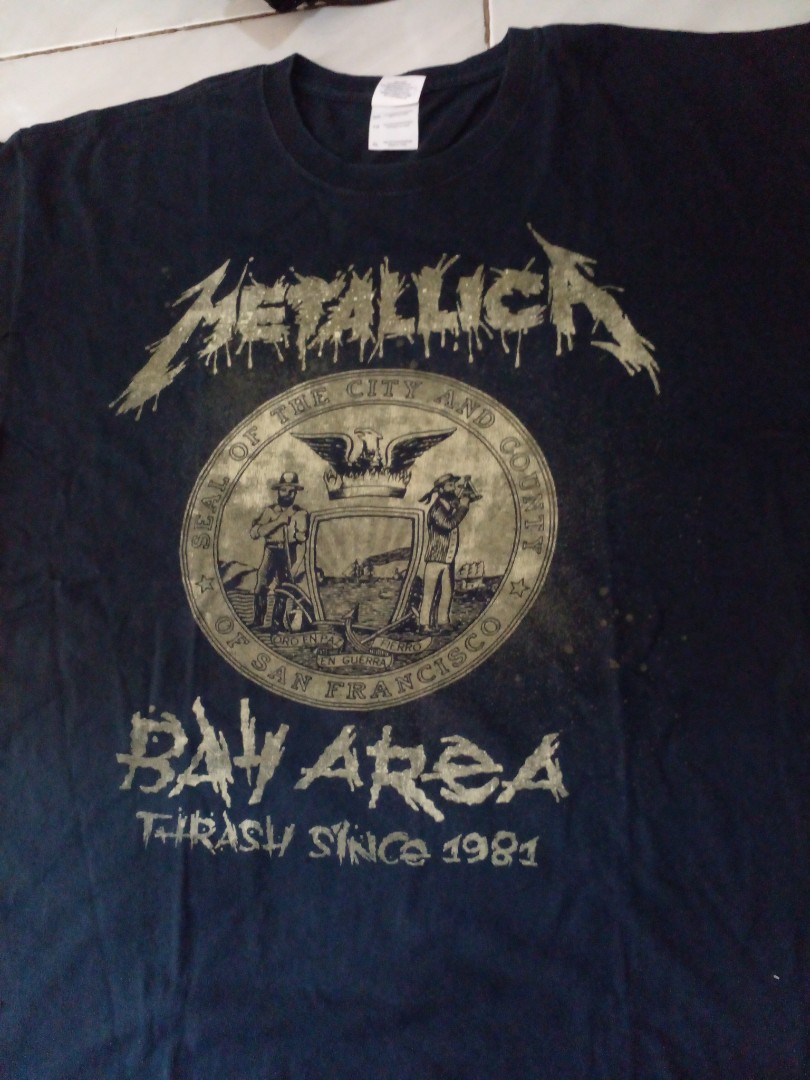 METALLICA
SEAL OF THE CITY AND COUNTY
OF SAN FRANCISCO
ORO EN PAZ FIERRO
EN GUERRA
BAY AREA
THRASH SINCE 1981